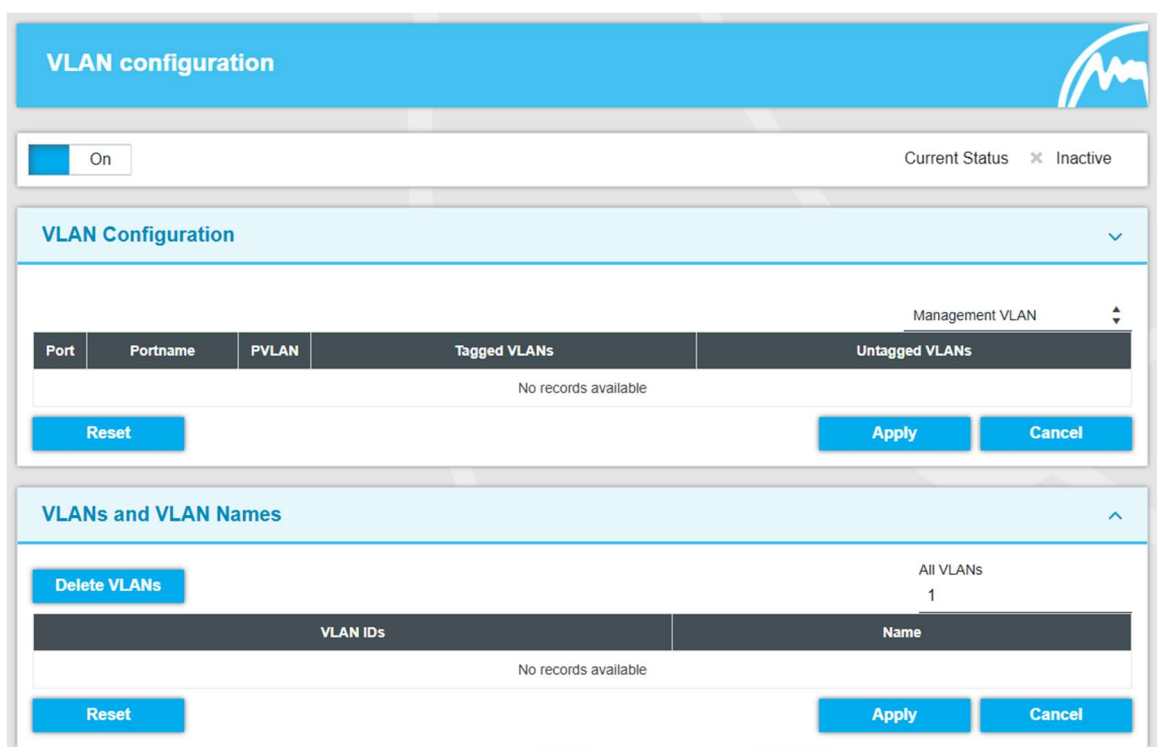 VLAN configuration
On
Current Status Inactive
VLAN Configuration
Management VLAN
Port Portname PVLAN Tagged VLANs Untagged VLANs
No records available
Reset Apply Cancel
VLANs and VLAN Names
All VLANs
Delete VLANs
1
VLAN IDs Name
No records available
Reset Apply Cancel